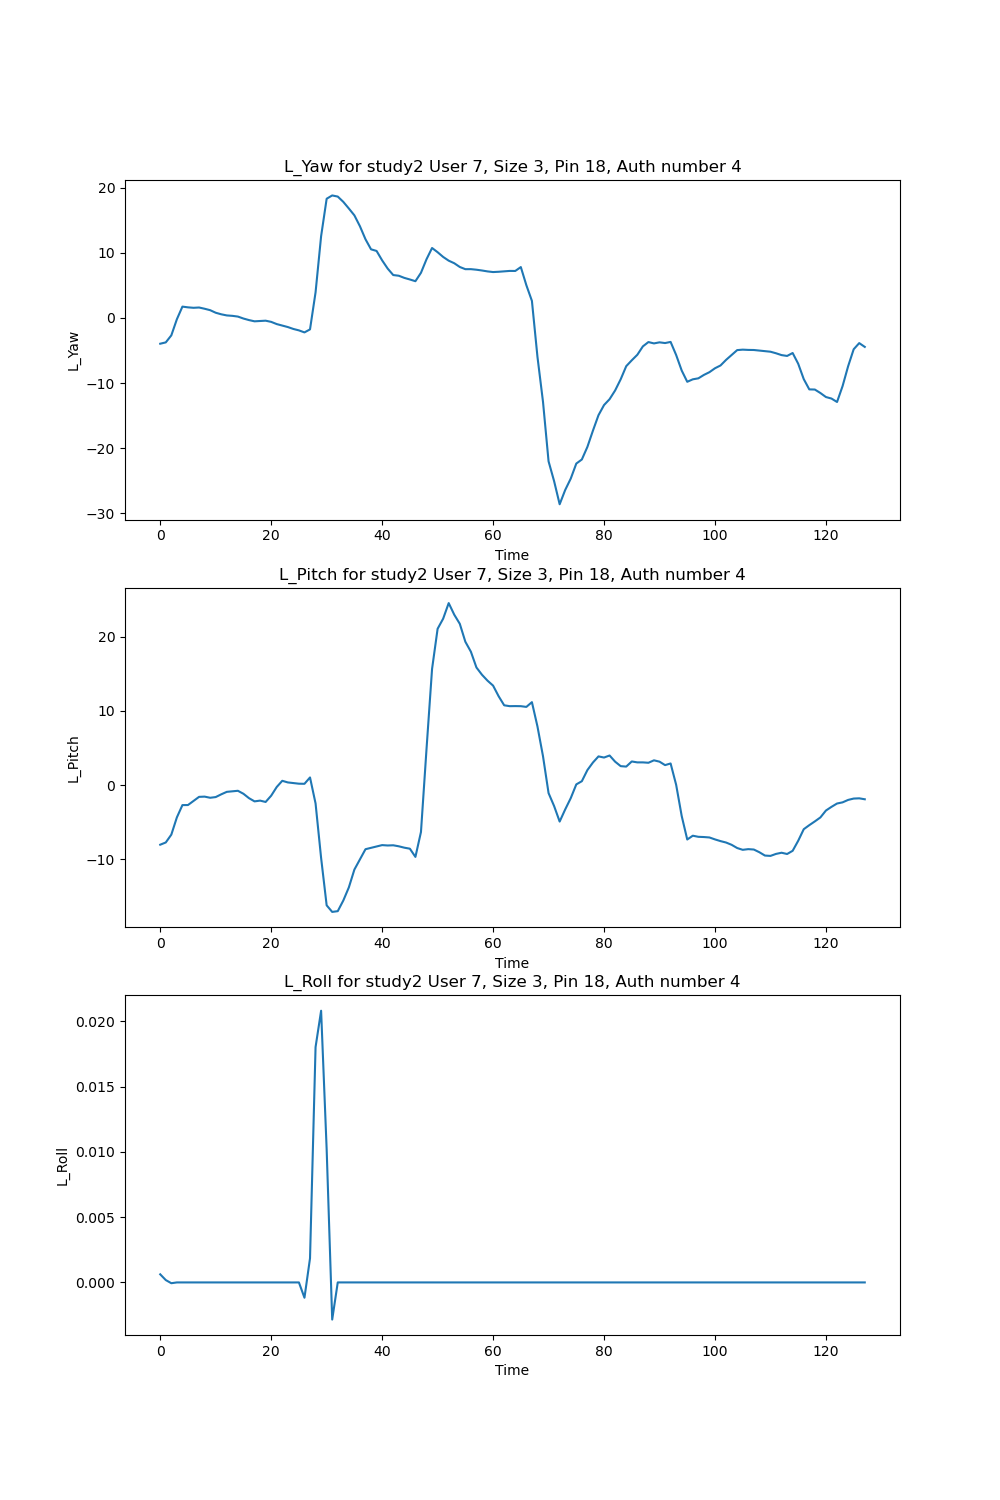 L_Yaw for study2 User 7, Size 3, Pin 18, Auth number 4
20
10
0
−10
−20
−30
L_Yaw
0 20 40 60 80 100 120
Time
L_Pitch for study2 User 7, Size 3, Pin 18, Auth number 4
20
10
0
−10
L_Pitch
0 20 40 60 80 100 120
Time
L_Roll for study2 User 7, Size 3, Pin 18, Auth number 4
0.020
0.015
0.010
0.005
0.000
L_Roll
0 20 40 60 80 100 120
Time